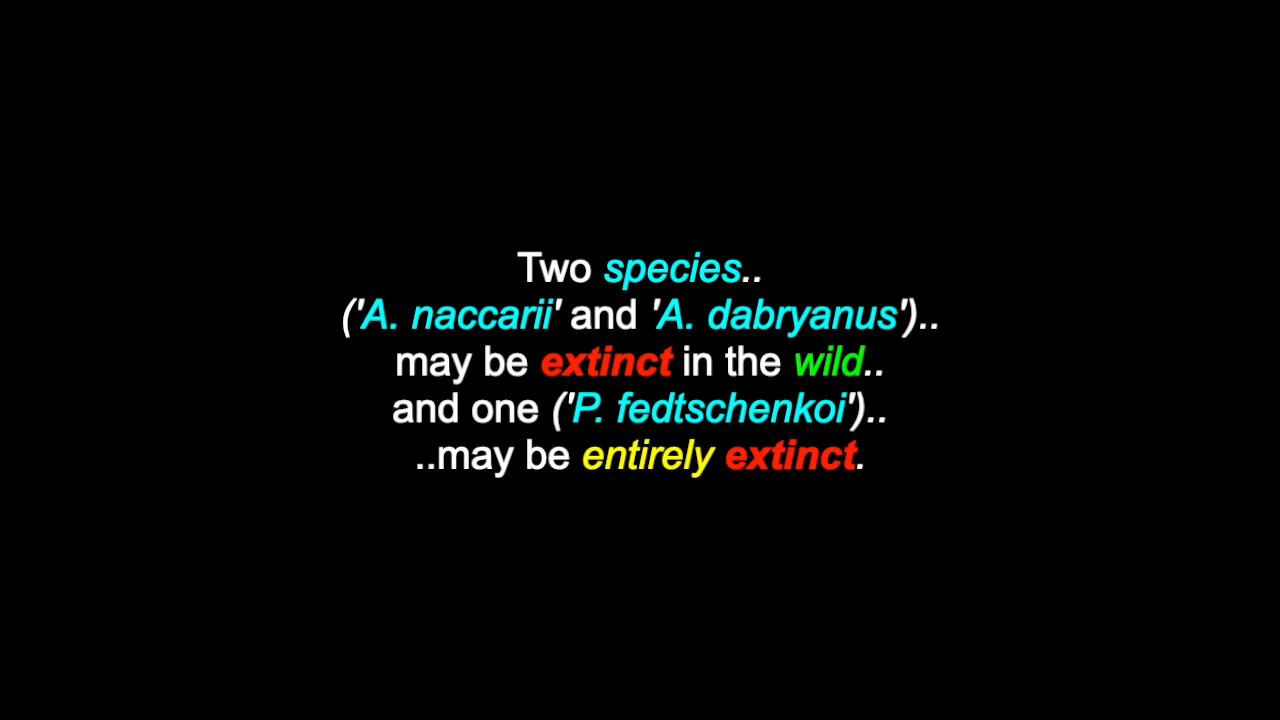 Two species..
('A. naccarii' and 'A. dabryanus')..
may be extinct in the wild..
and one ('P. fedtschenkoi')..
..may be entirely extinct.